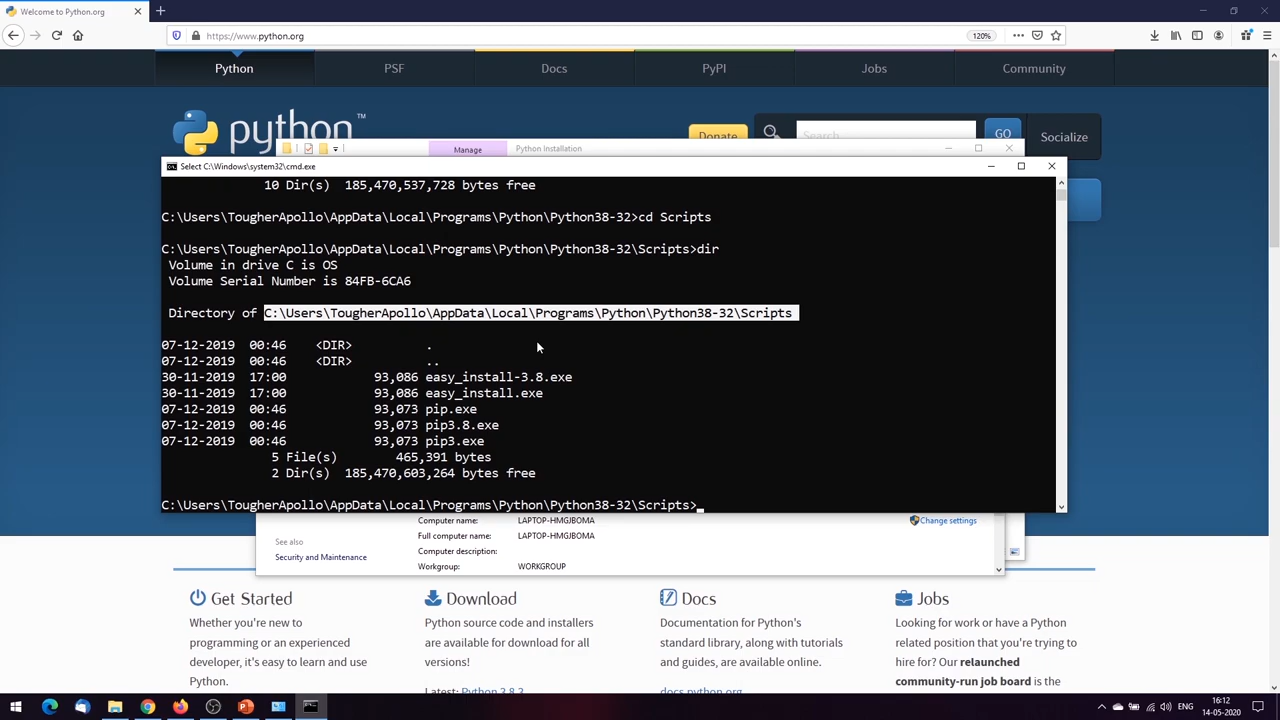 Welcome to Python.org
https://www.python.org
120%
Python
PSF
Docs
PyPI
Jobs
Community
python
TM
Donate
Search
GO
Socialize
Manage
Python Installation
Select C:\Windows\system32\cmd.exe
10 Dir(s)  185,470,537,728 bytes free
C:\Users\TougherApollo\AppData\Local\Programs\Python\Python38-32>cd Scripts
C:\Users\TougherApollo\AppData\Local\Programs\Python\Python38-32\Scripts>dir
Volume in drive C is OS
Volume Serial Number is 84FB-6CA6
Directory of C:\Users\TougherApollo\AppData\Local\Programs\Python\Python38-32\Scripts
07-12-2019  00:46    <DIR>          .
07-12-2019  00:46    <DIR>          ..
30-11-2019  17:00            93,086 easy_install-3.8.exe
30-11-2019  17:00            93,086 easy_install.exe
07-12-2019  00:46            93,073 pip.exe
07-12-2019  00:46            93,073 pip3.8.exe
07-12-2019  00:46            93,073 pip3.exe
5 File(s)        465,391 bytes
2 Dir(s)  185,470,603,264 bytes free
C:\Users\TougherApollo\AppData\Local\Programs\Python\Python38-32\Scripts>
Computer name: LAPTOP-HMGJBOMA
Change settings
Full computer name: LAPTOP-HMGJBOMA
See also
Computer description:
Security and Maintenance
Workgroup: WORKGROUP
Get Started
Whether you're new to
programming or an experienced
developer, it's easy to learn and use
Python.
Download
Python source code and installers
are available for download for all
versions!
Latest: Python 3.8.3
Docs
Documentation for Python's
standard library, along with tutorials
and guides, are available online.
docs.python.org
Jobs
Looking for work or have a Python
related position that you're trying to
hire for? Our relaunched
community-run job board is the
ENG
16:12
14-05-2020